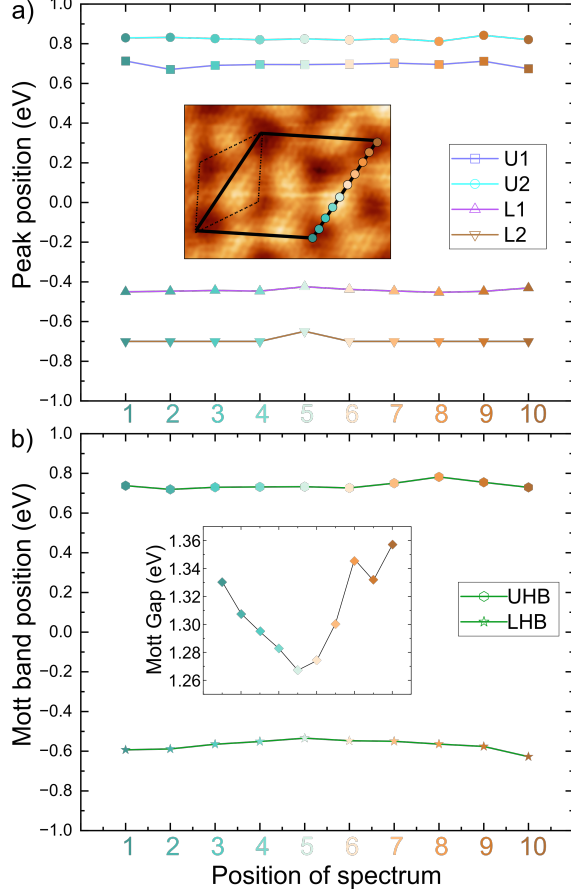 a)
1.0
0.8
0.6
0.4
0.2
0.0
−0.2
−0.4
−0.6
−0.8
−1.0
Peak position (eV)
U1
U2
L1
L2
1 2 3 4 5 6 7 8 9 10
b)
1.0
0.8
0.6
0.4
0.2
0.0
−0.2
−0.4
−0.6
−0.8
−1.0
Mott band position (eV)
1.36
1.34
1.32
1.30
1.28
1.26
Mott Gap (eV)
UHB
LHB
1 2 3 4 5 6 7 8 9 10
Position of spectrum